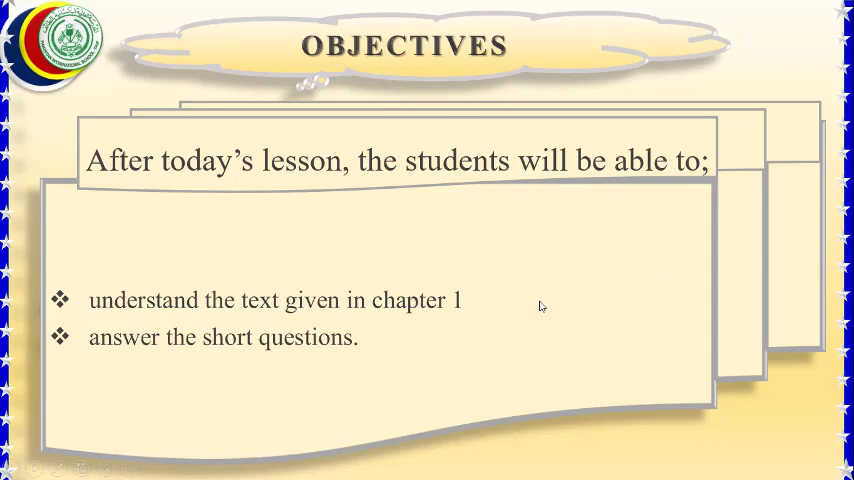 OBJECTIVES
After today’s lesson, the students will be able to;
❖ understand the text given in chapter 1
❖ answer the short questions.